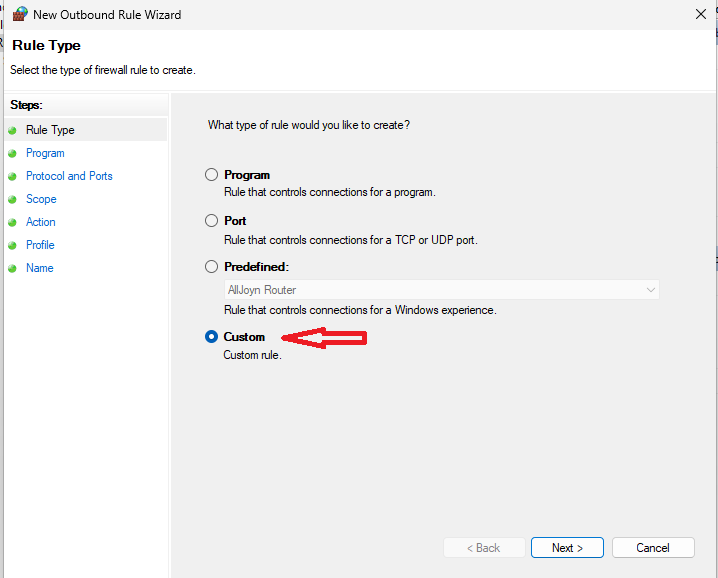 New Outbound Rule Wizard
Rule Type
Select the type of firewall rule to create.
Steps:
Rule Type
Program
Protocol and Ports
Scope
Action
Profile
Name
What type of rule would you like to create?
Program
Rule that controls connections for a program.
Port
Rule that controls connections for a TCP or UDP port.
Predefined:
AllJoyn Router
Rule that controls connections for a Windows experience.
Custom
Custom rule.
< Back
Next >
Cancel